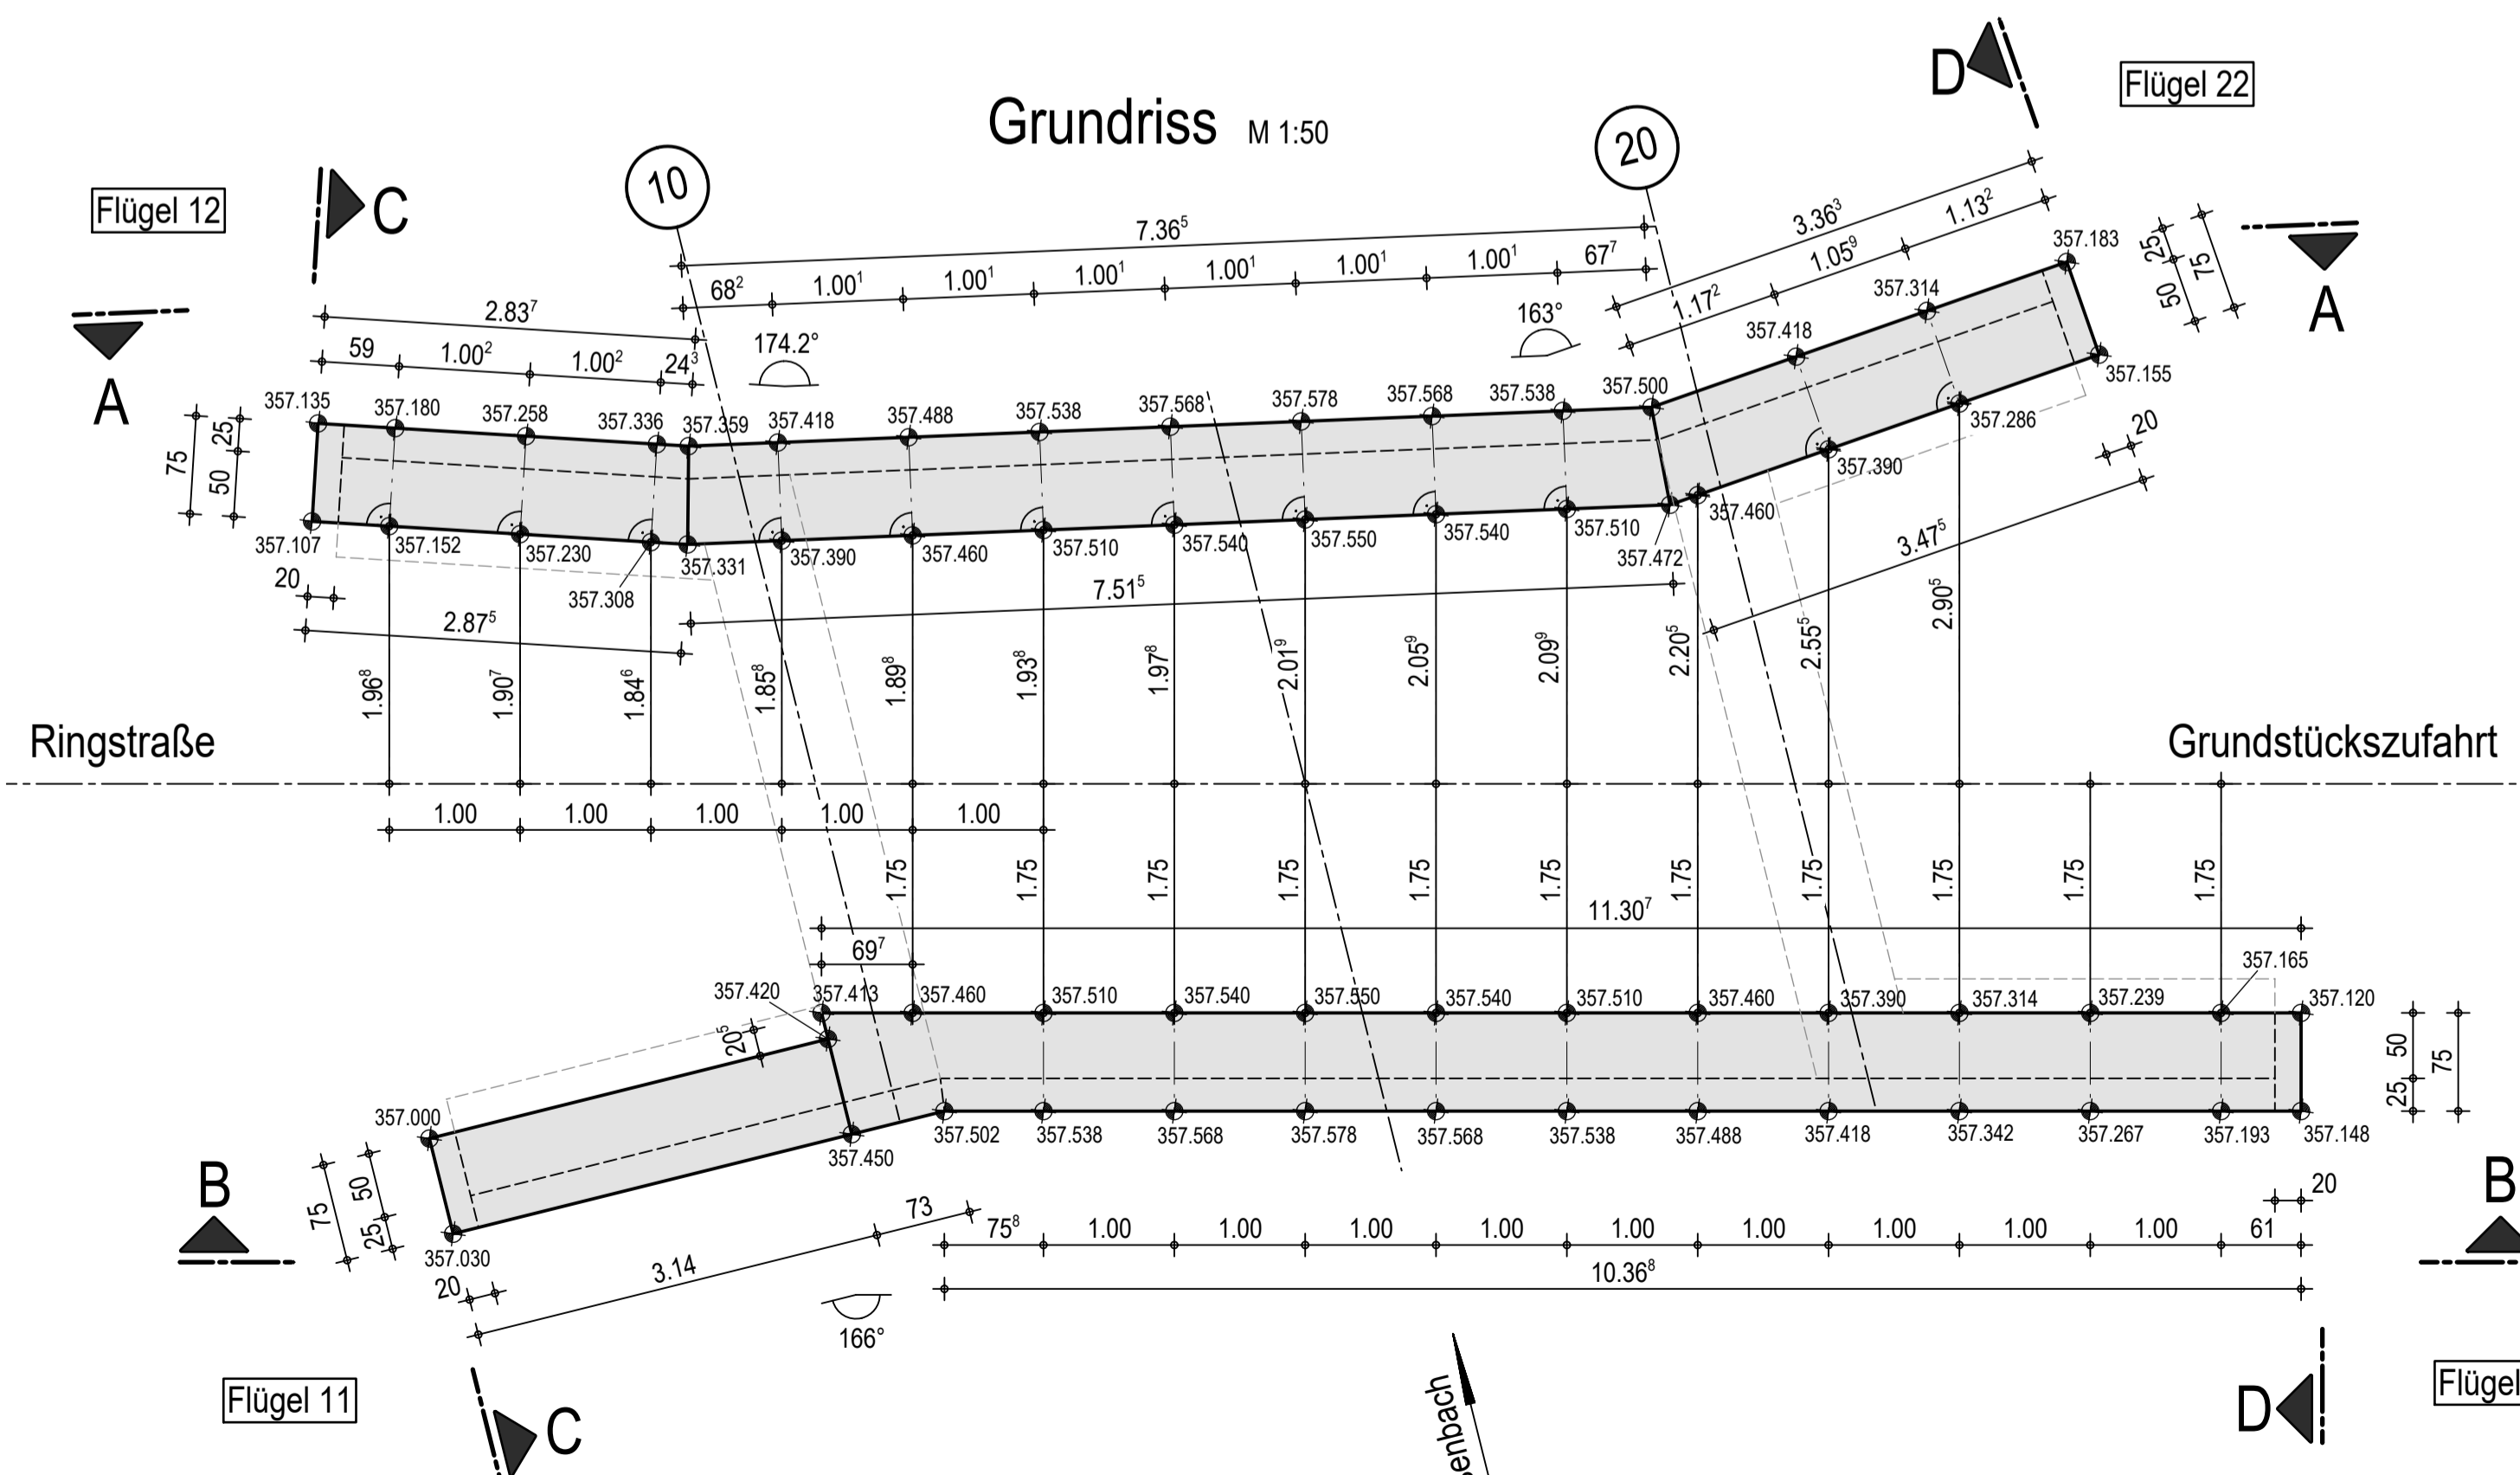 Grundriss M 1:50
D
Flügel 22
20
10
Flügel 12
C
3.36³
1.13²
1.05⁹
1.17²
7.36⁵
68² 1.00¹ 1.00¹ 1.00¹ 1.00¹ 1.00¹ 1.00¹ 67⁷
357.183
25 50 75
A
2.83⁷
59 1.00² 1.00² 24³
174.2°
163°
A
357.314
357.418
357.135 357.180 357.258 357.336 357.359 357.418 357.488 357.538 357.568 357.578 357.568 357.538 357.500
357.155
75 25 50
357.286
20
357.390
357.107 357.152 357.230 357.331 357.390 357.460 357.510 357.540 357.550 357.540 357.510 357.460
357.472
357.308
20
2.87⁵
7.51⁵
3.47⁵
1.96⁸ 1.90⁷ 1.84⁶ 1.85⁸ 1.89⁸ 1.93⁸ 1.97⁸ 2.01⁹ 2.05⁹ 2.09⁹ 2.20⁵ 2.55⁵ 2.90⁵
Ringstraße
Grundstückszufahrt
1.00 1.00 1.00 1.00 1.00
1.75 1.75 1.75 1.75 1.75 1.75 1.75 1.75 1.75 1.75 1.75
11.30⁷
69⁷
357.165
357.420 357.413 357.460 357.510 357.540 357.550 357.540 357.510 357.460 357.390 357.314 357.239 357.120
20⁵
50 25 75
357.000
357.502 357.538 357.568 357.578 357.568 357.538 357.488 357.418 357.342 357.267 357.193 357.148
357.450
B
75 50 25
357.030
20
3.14
73
75⁸ 1.00 1.00 1.00 1.00 1.00 1.00 1.00 1.00 1.00 61
20
B
10.36⁸
166°
Flügel 11
C
enbach
D
Flügel